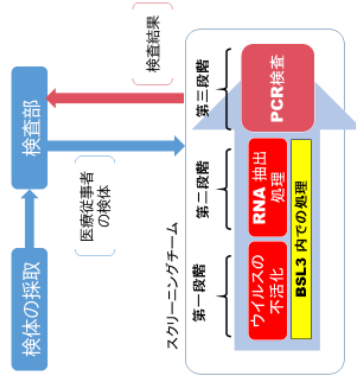 検体の採取
検査部
医療従事者
の検体
検査結果
スクリーニングチーム
第一段階
第二段階
第三段階
ウイルスの
不活化
RNA 抽出
処理
PCR検査
BSL3 内での処理